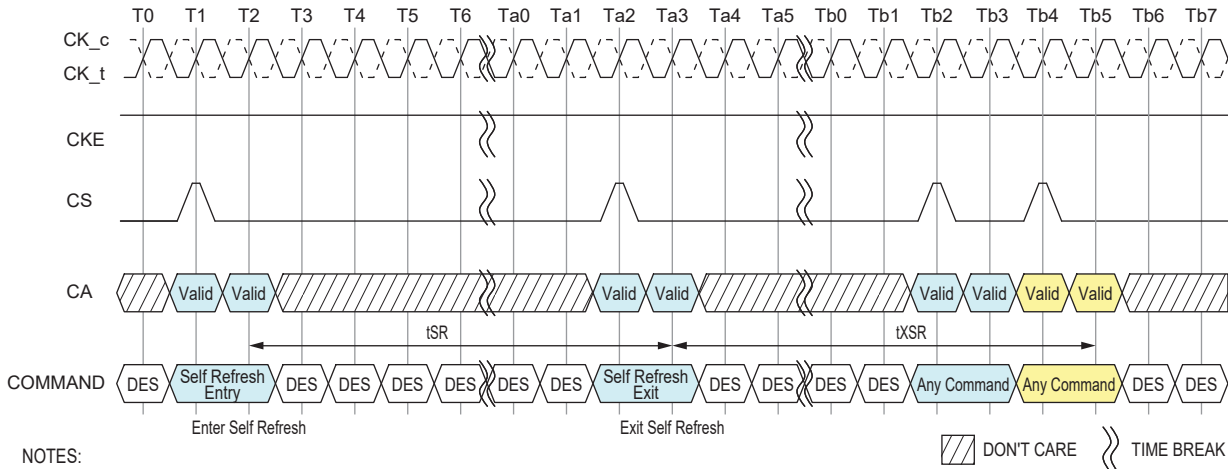 T0 T1 T2 T3 T4 T5 T6 Ta0 Ta1 Ta2 Ta3 Ta4 Ta5 Tb0 Tb1 Tb2 Tb3 Tb4 Tb5 Tb6 Tb7
CK_c
CK_t
CKE
CS
CA Valid Valid Valid Valid Valid Valid Valid Valid
tSR tXSR
COMMAND DES Self Refresh Entry DES DES DES DES DES DES Self Refresh Exit DES DES DES DES Any Command Any Command DES DES
Enter Self Refresh Exit Self Refresh
NOTES: DON'T CARE TIME BREAK